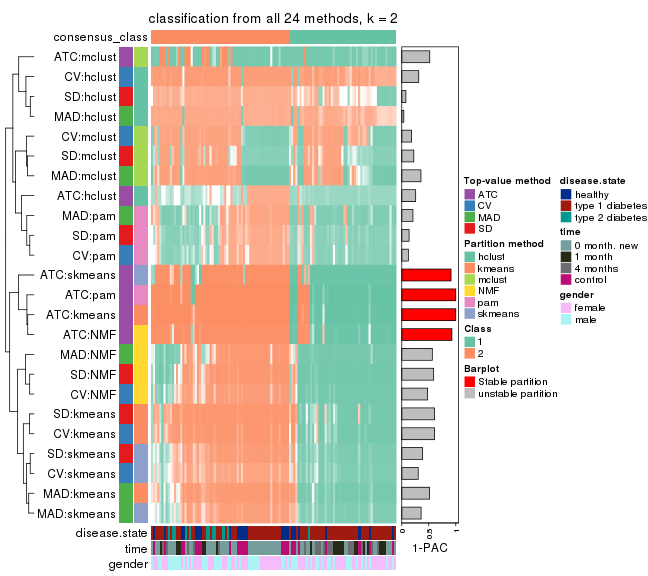 classification from all 24 methods, k = 2
consensus_class
ATC:mclust
CV:hclust
SD:hclust
MAD:hclust
CV:mclust
SD:mclust
MAD:mclust
ATC:hclust
MAD:pam
SD:pam
CV:pam
ATC:skmeans
ATC:pam
ATC:kmeans
ATC:NMF
MAD:NMF
SD:NMF
CV:NMF
SD:kmeans
CV:kmeans
SD:skmeans
CV:skmeans
MAD:kmeans
MAD:skmeans
disease.state
time
gender
0
0.5
1
1-PAC
Top-value method
ATC
CV
MAD
SD
Partition method
hclust
kmeans
mclust
NMF
pam
skmeans
Class
1
2
Barplot
Stable partition
unstable partition
disease.state
healthy
type 1 diabetes
type 2 diabetes
time
0 month. new
1 month
4 months
control
gender
female
male